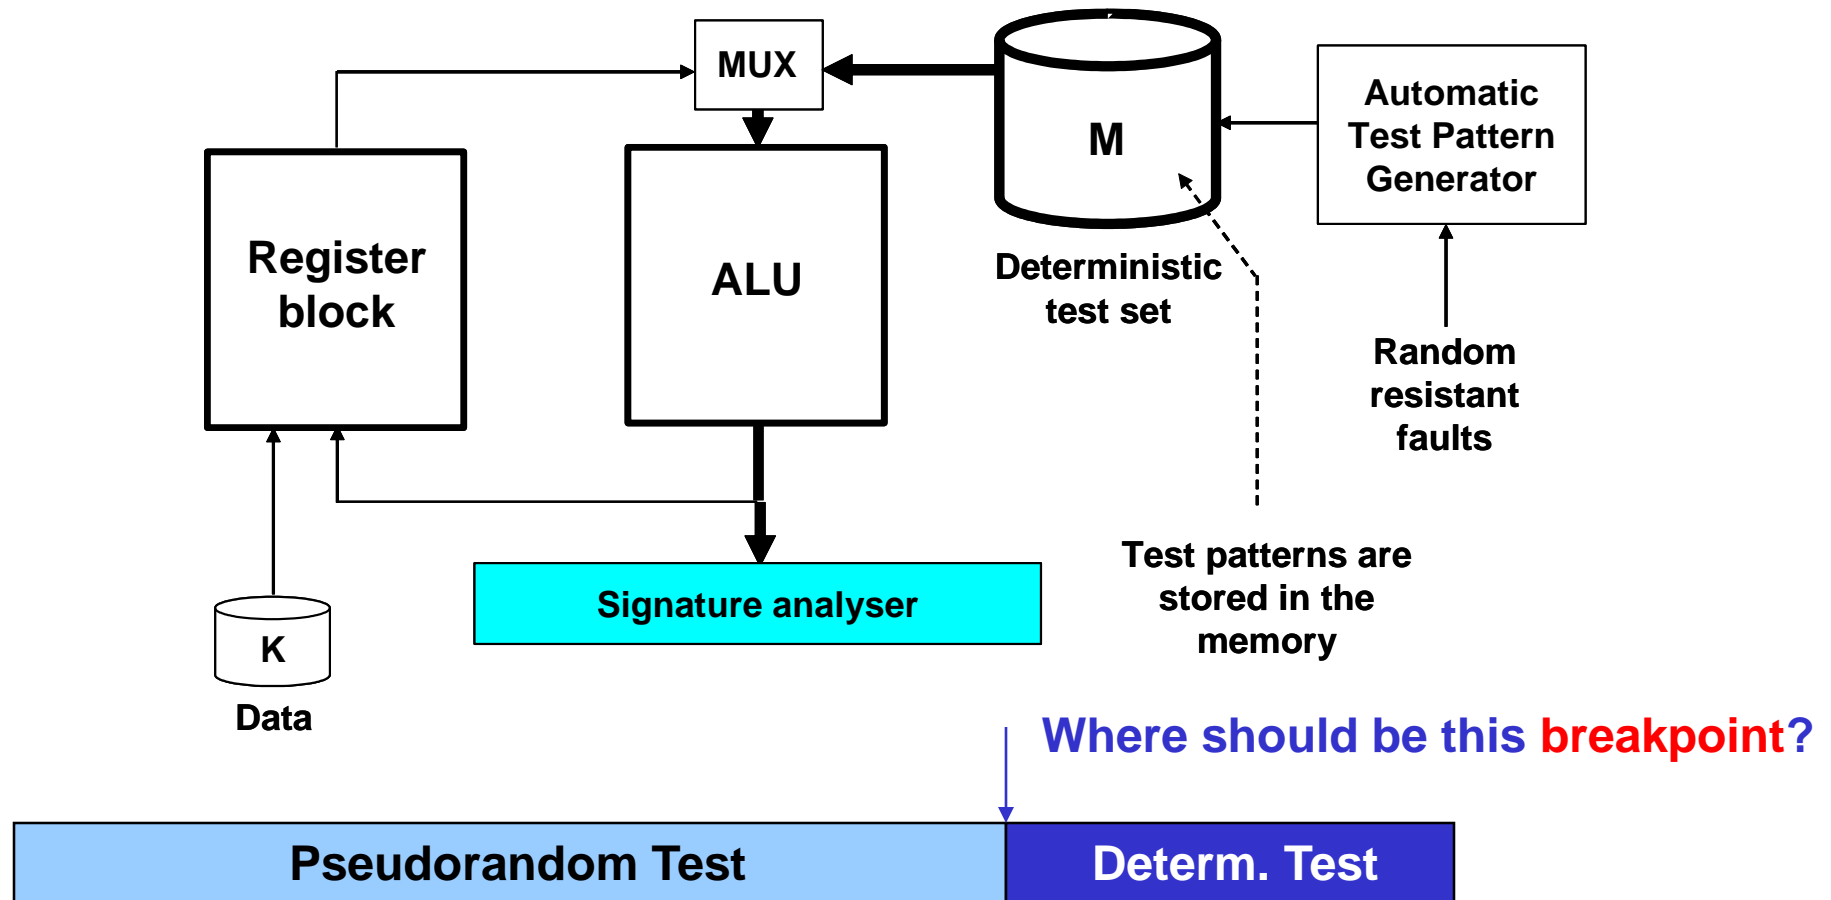 MUX
M
Automatic
Test Pattern
Generator
Register
block
ALU
Deterministic
test set
Random
resistant
faults
Test patterns are
stored in the
memory
Signature analyser
K
Data
Where should be this breakpoint?
Pseudorandom Test
Determ. Test